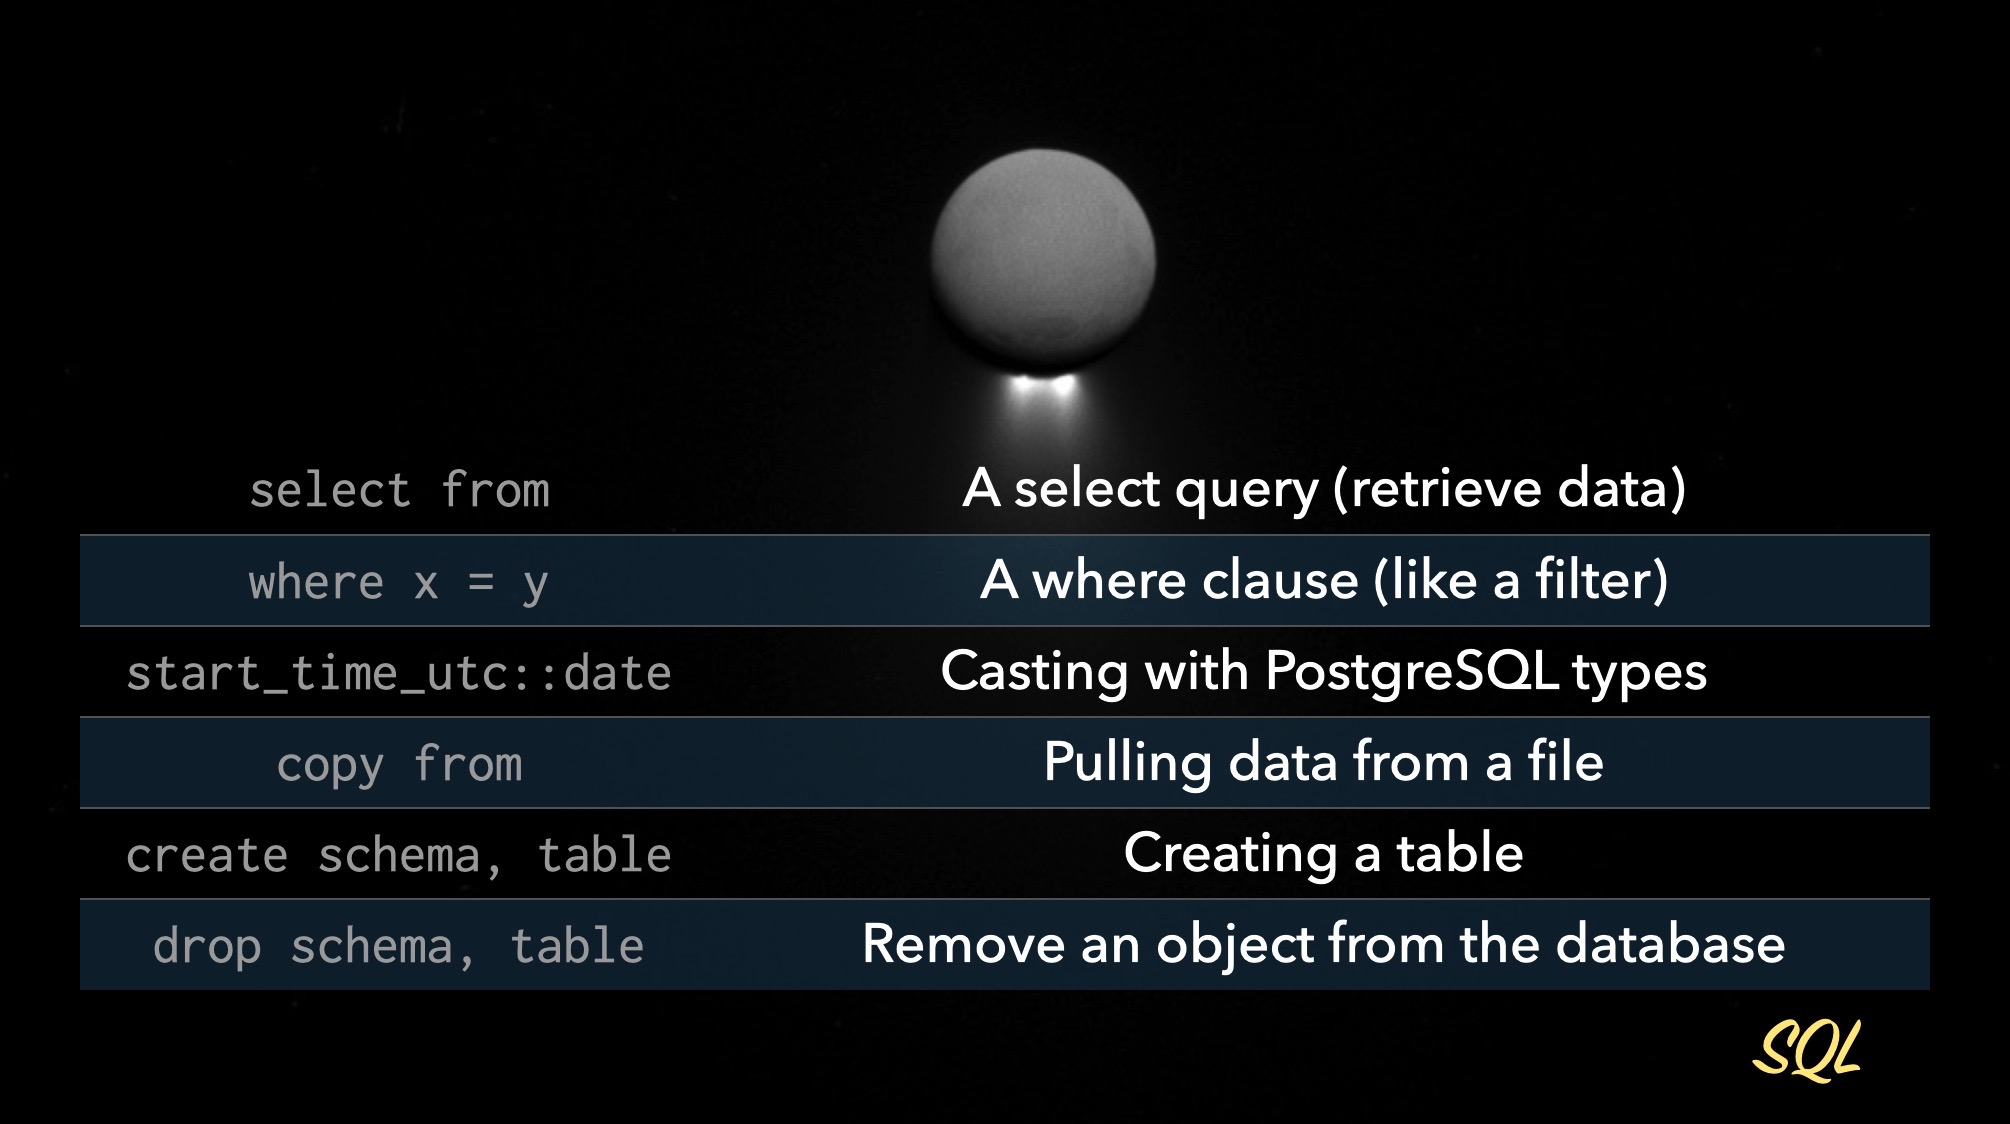 select from A select query (retrieve data)
where x = y A where clause (like a filter)
start_time_utc::date Casting with PostgreSQL types
copy from Pulling data from a file
create schema, table Creating a table
drop schema, table Remove an object from the database
SQL